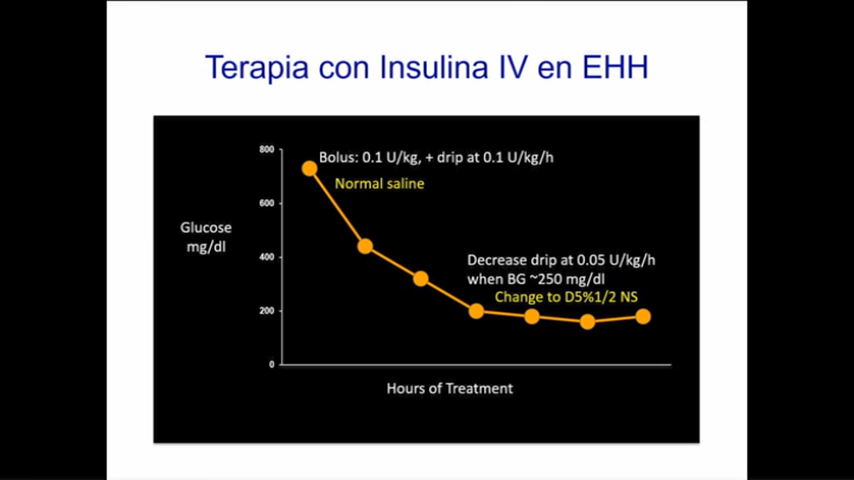 Terapia con Insulina IV en EHH
800
Bolus: 0.1 U/kg, + drip at 0.1 U/kg/h
Normal saline
600
Glucose
mg/dl
400
Decrease drip at 0.05 U/kg/h
when BG ~250 mg/dl
Change to D5%1/2 NS
200
0
Hours of Treatment